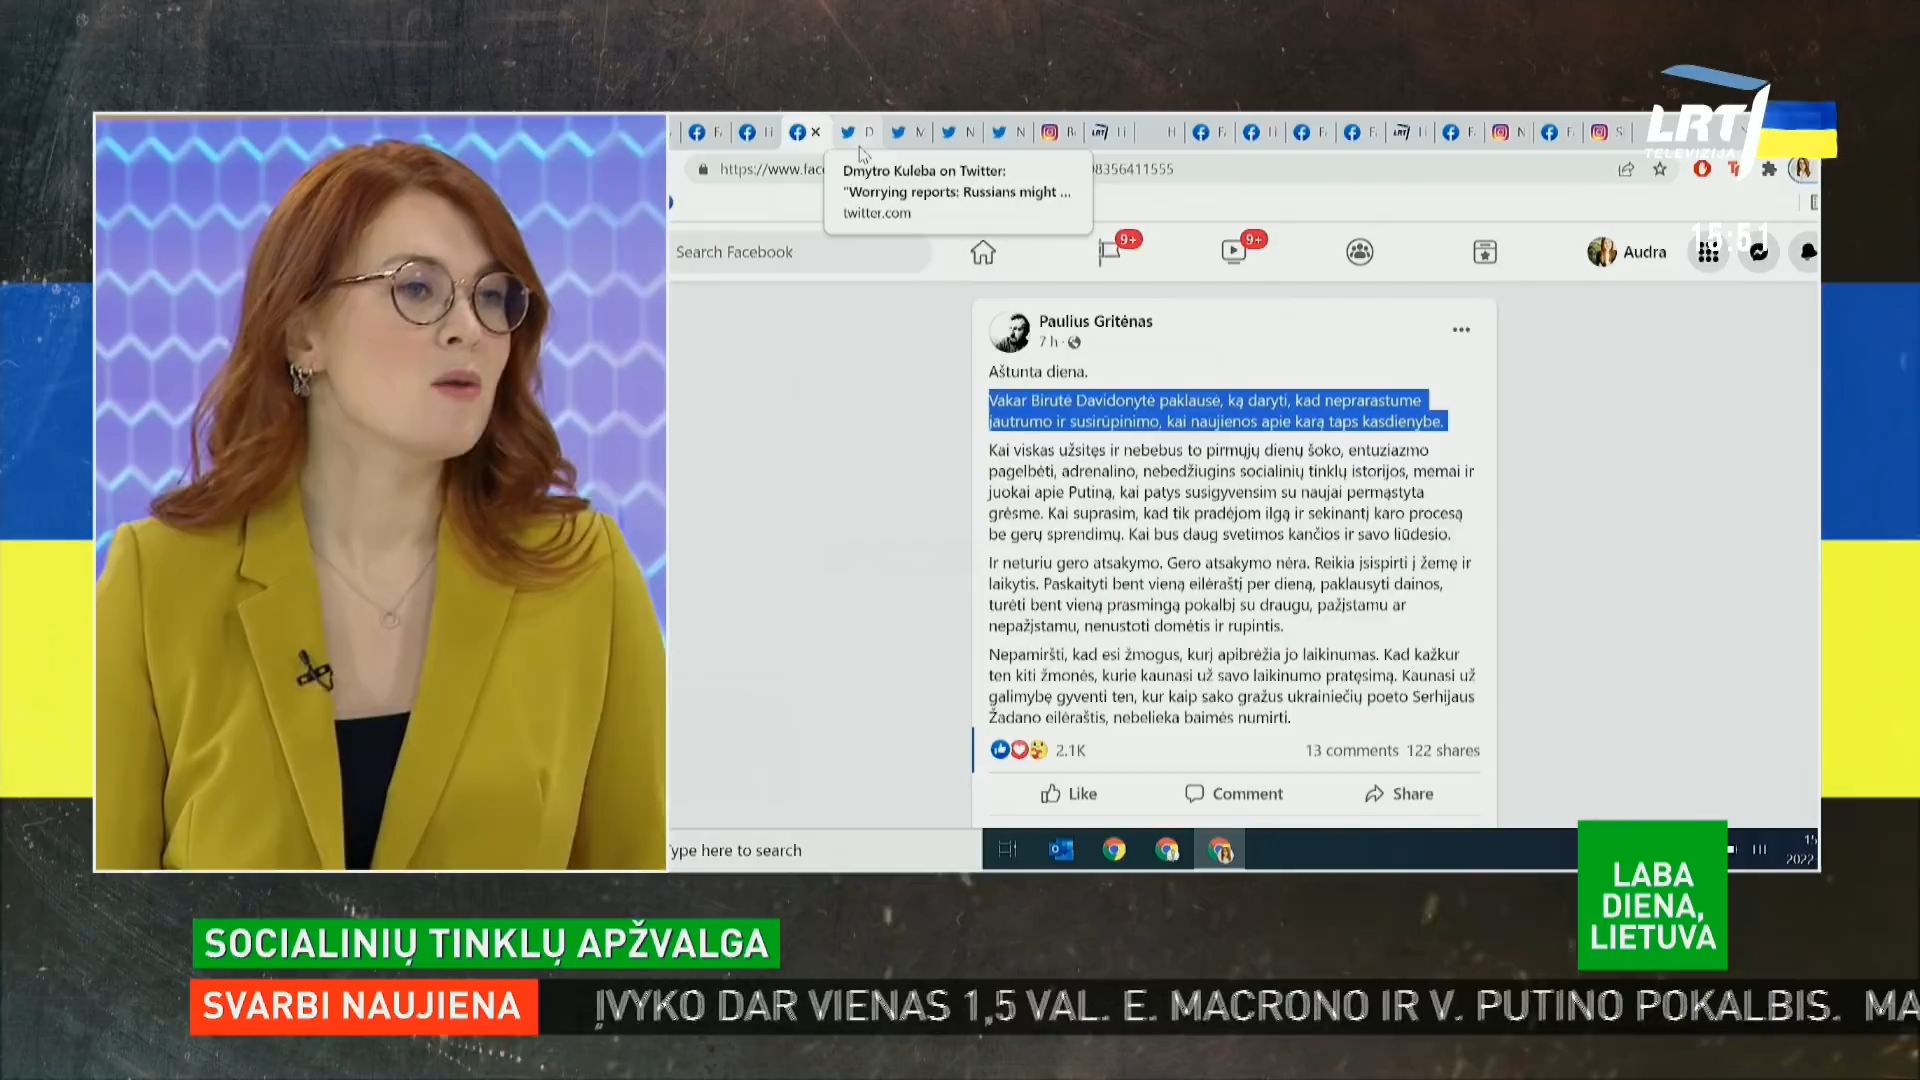 LRT
TELEVIZIJA
15:51
Dmytro Kuleba on Twitter:
"Worrying reports: Russians might ...
twitter.com
https://www.face
8356411555
Search Facebook
9+
9+
Audra
Paulius Gritėnas
7 h
Aštunta diena.
Vakar Birutė Davidonytė paklausė, ką daryti, kad neprarastume
jautrumo ir susirūpinimo, kai naujienos apie karą taps kasdienybe.
Kai viskas užsitęs ir nebebus to pirmųjų dienų šoko, entuziazmo
pagelbėti, adrenalino, nebedžiugins socialinių tinklų istorijos, memai ir
juokai apie Putiną, kai patys susigyvensim su naujai permąstyta
grėsme. Kai suprasim, kad tik pradėjom ilgą ir sekinantį karo procesą
be gerų sprendimų. Kai bus daug svetimos kančios ir savo liūdesio.
Ir neturiu gero atsakymo. Gero atsakymo nėra. Reikia įsispirti į žemę ir
laikytis. Paskaityti bent vieną eilėraštį per dieną, paklausyti dainos,
turėti bent vieną prasmingą pokalbį su draugu, pažįstamu ar
nepažįstamu, nenustoti domėtis ir rupintis.
Nepamiršti, kad esi žmogus, kurį apibrėžia jo laikinumas. Kad kažkur
ten kiti žmonės, kurie kaunasi už savo laikinumo pratęsimą. Kaunasi už
galimybę gyventi ten, kur kaip sako gražus ukrainiečių poeto Serhijaus
Žadano eilėraštis, nebelieka baimės numirti.
2.1K
13 comments 122 shares
Like Comment Share
Type here to search
2022
LABA
DIENA,
LIETUVA
SOCIALINIŲ TINKLŲ APŽVALGA
SVARBI NAUJIENA
ĮVYKO DAR VIENAS 1,5 VAL. E. MACRONO IR V. PUTINO POKALBIS. MA